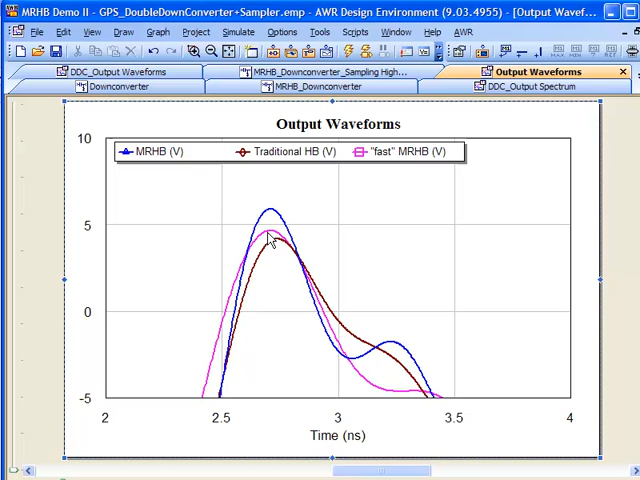 MRHB Demo II - GPS_DoubleDownConverter+Sampler.emp - AWR Design Environment (9.03.4955) - [Output Wavef...
File Edit View Draw Graph Project Simulate Options Tools Scripts Window Help AWR
DDC_Output Waveforms MRHB_Downconverter_Sampling High... Output Waveforms
Downconverter MRHB_Downconverter DDC_Output Spectrum
Output Waveforms
MRHB (V) Traditional HB (V) "fast" MRHB (V)
10
5
0
-5
2 2.5 3 3.5 4
Time (ns)